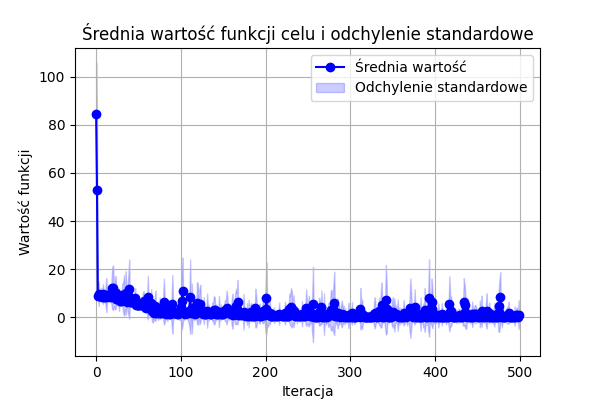 Średnia wartość funkcji celu i odchylenie standardowe
Średnia wartość
Odchylenie standardowe
Wartość funkcji
100
80
60
40
20
0
0 100 200 300 400 500
Iteracja